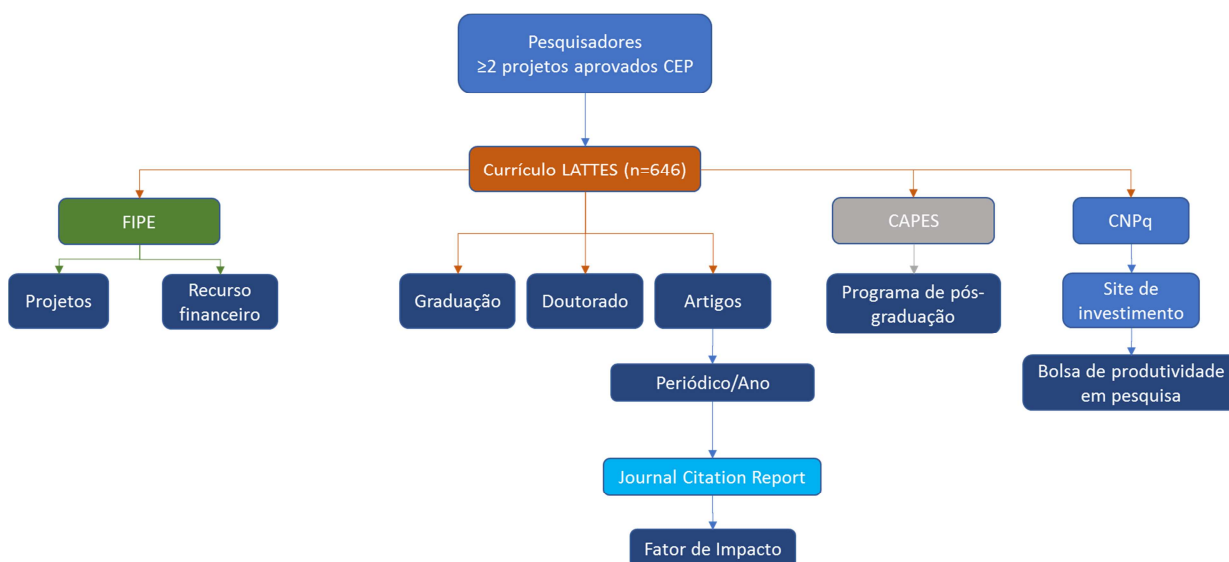 Pesquisadores
≥2 projetos aprovados CEP
Currículo LATTES (n=646)
FIPE
CAPES
CNPq
Projetos
Recurso
financeiro
Graduação
Doutorado
Artigos
Programa de pós-
graduação
Site de
investimento
Periódico/Ano
Bolsa de produtividade
em pesquisa
Journal Citation Report
Fator de Impacto